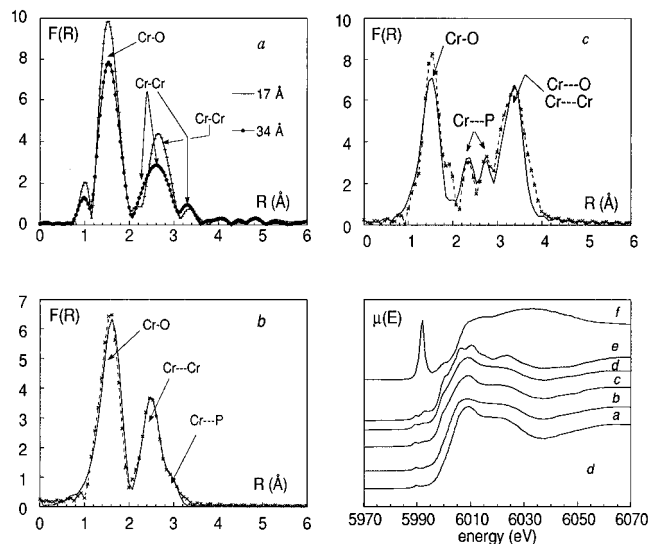 10
F(R)
Cr-O
a
8
Cr-Cr
17 Å
6
Cr-Cr
34 Å
4
2
R (Å)
0
0 1 2 3 4 5 6
10
F(R)
c
Cr-O
8
Cr---O
Cr---Cr
6
Cr---P
4
2
R (Å)
0
0 1 2 3 4 5 6
7
F(R)
b
6
Cr-O
5
4
Cr---Cr
3
Cr---P
2
1
R (Å)
0
0 1 2 3 4 5 6
μ(E)
f
e
d
c
b
a
d
5970 5990 6010 6030 6050 6070
energy (eV)